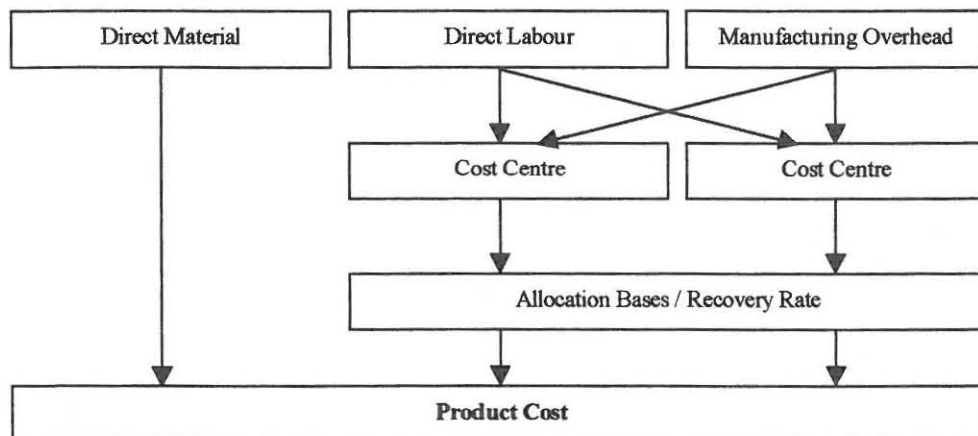 Direct Material
Direct Labour
Manufacturing Overhead
Cost Centre
Cost Centre
Allocation Bases / Recovery Rate
Product Cost